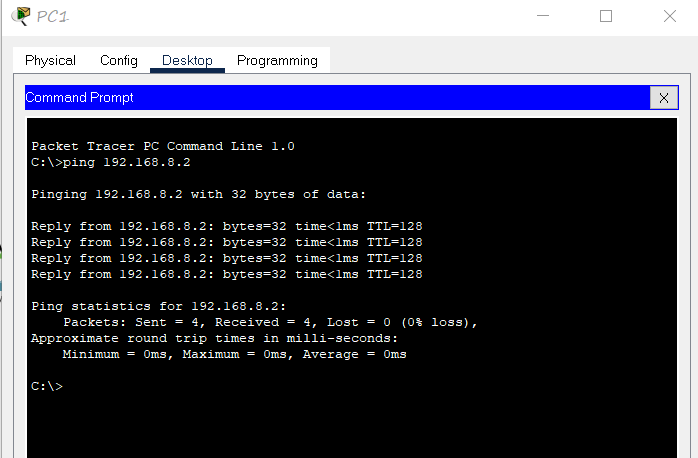 PC1
Physical Config Desktop Programming
Command Prompt X
Packet Tracer PC Command Line 1.0
C:\>ping 192.168.8.2
Pinging 192.168.8.2 with 32 bytes of data:
Reply from 192.168.8.2: bytes=32 time<1ms TTL=128
Reply from 192.168.8.2: bytes=32 time<1ms TTL=128
Reply from 192.168.8.2: bytes=32 time<1ms TTL=128
Reply from 192.168.8.2: bytes=32 time<1ms TTL=128
Ping statistics for 192.168.8.2:
    Packets: Sent = 4, Received = 4, Lost = 0 (0% loss),
Approximate round trip times in milli-seconds:
    Minimum = 0ms, Maximum = 0ms, Average = 0ms
C:\>